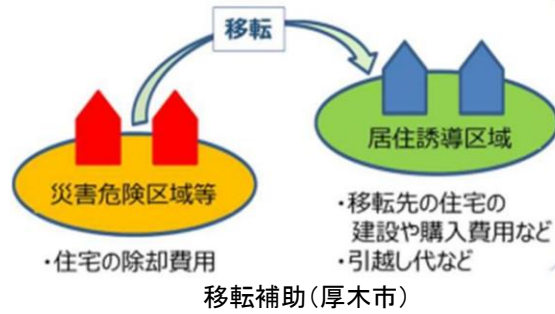 移転
災害危険区域等
・住宅の除却費用
居住誘導区域
・移転先の住宅の
建設や購入費用など
・引越し代など
移転補助(厚木市)